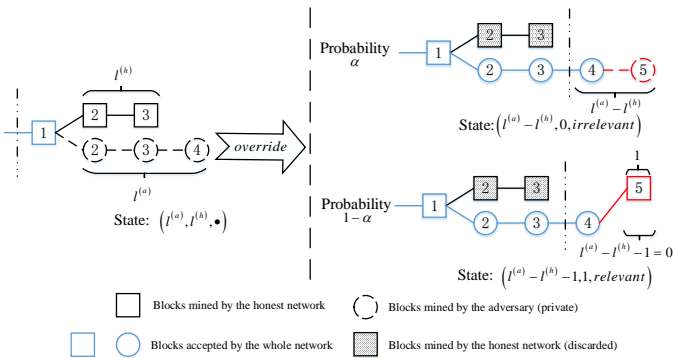 l^(h)
1
2
3
2
3
4
l^(a)
State: (l^(a), l^(h), •)
override
Probability
α
1
2
3
2
3
4
5
l^(a) − l^(h)
State:(l^(a) − l^(h), 0, irrelevant)
Probability
1−α
1
2
3
2
3
4
1
5
l^(a) − l^(h) − 1 = 0
State: (l^(a) − l^(h) − 1, 1, relevant)
Blocks mined by the honest network
Blocks mined by the adversary (private)
Blocks accepted by the whole network
Blocks mined by the honest network (discarded)